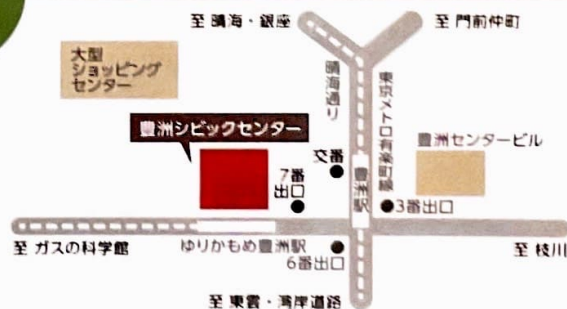 至 晴海・銀座
至 門前仲町
大型
ショッピング
センター
晴海通り
東京メトロ有楽町線
豊洲シビックセンター
豊洲センタービル
交番
7番
出口
豊洲駅
3番出口
至 ガスの科学館
ゆりかもめ豊洲駅
6番出口
至 枝川
至 東雲・湾岸道路